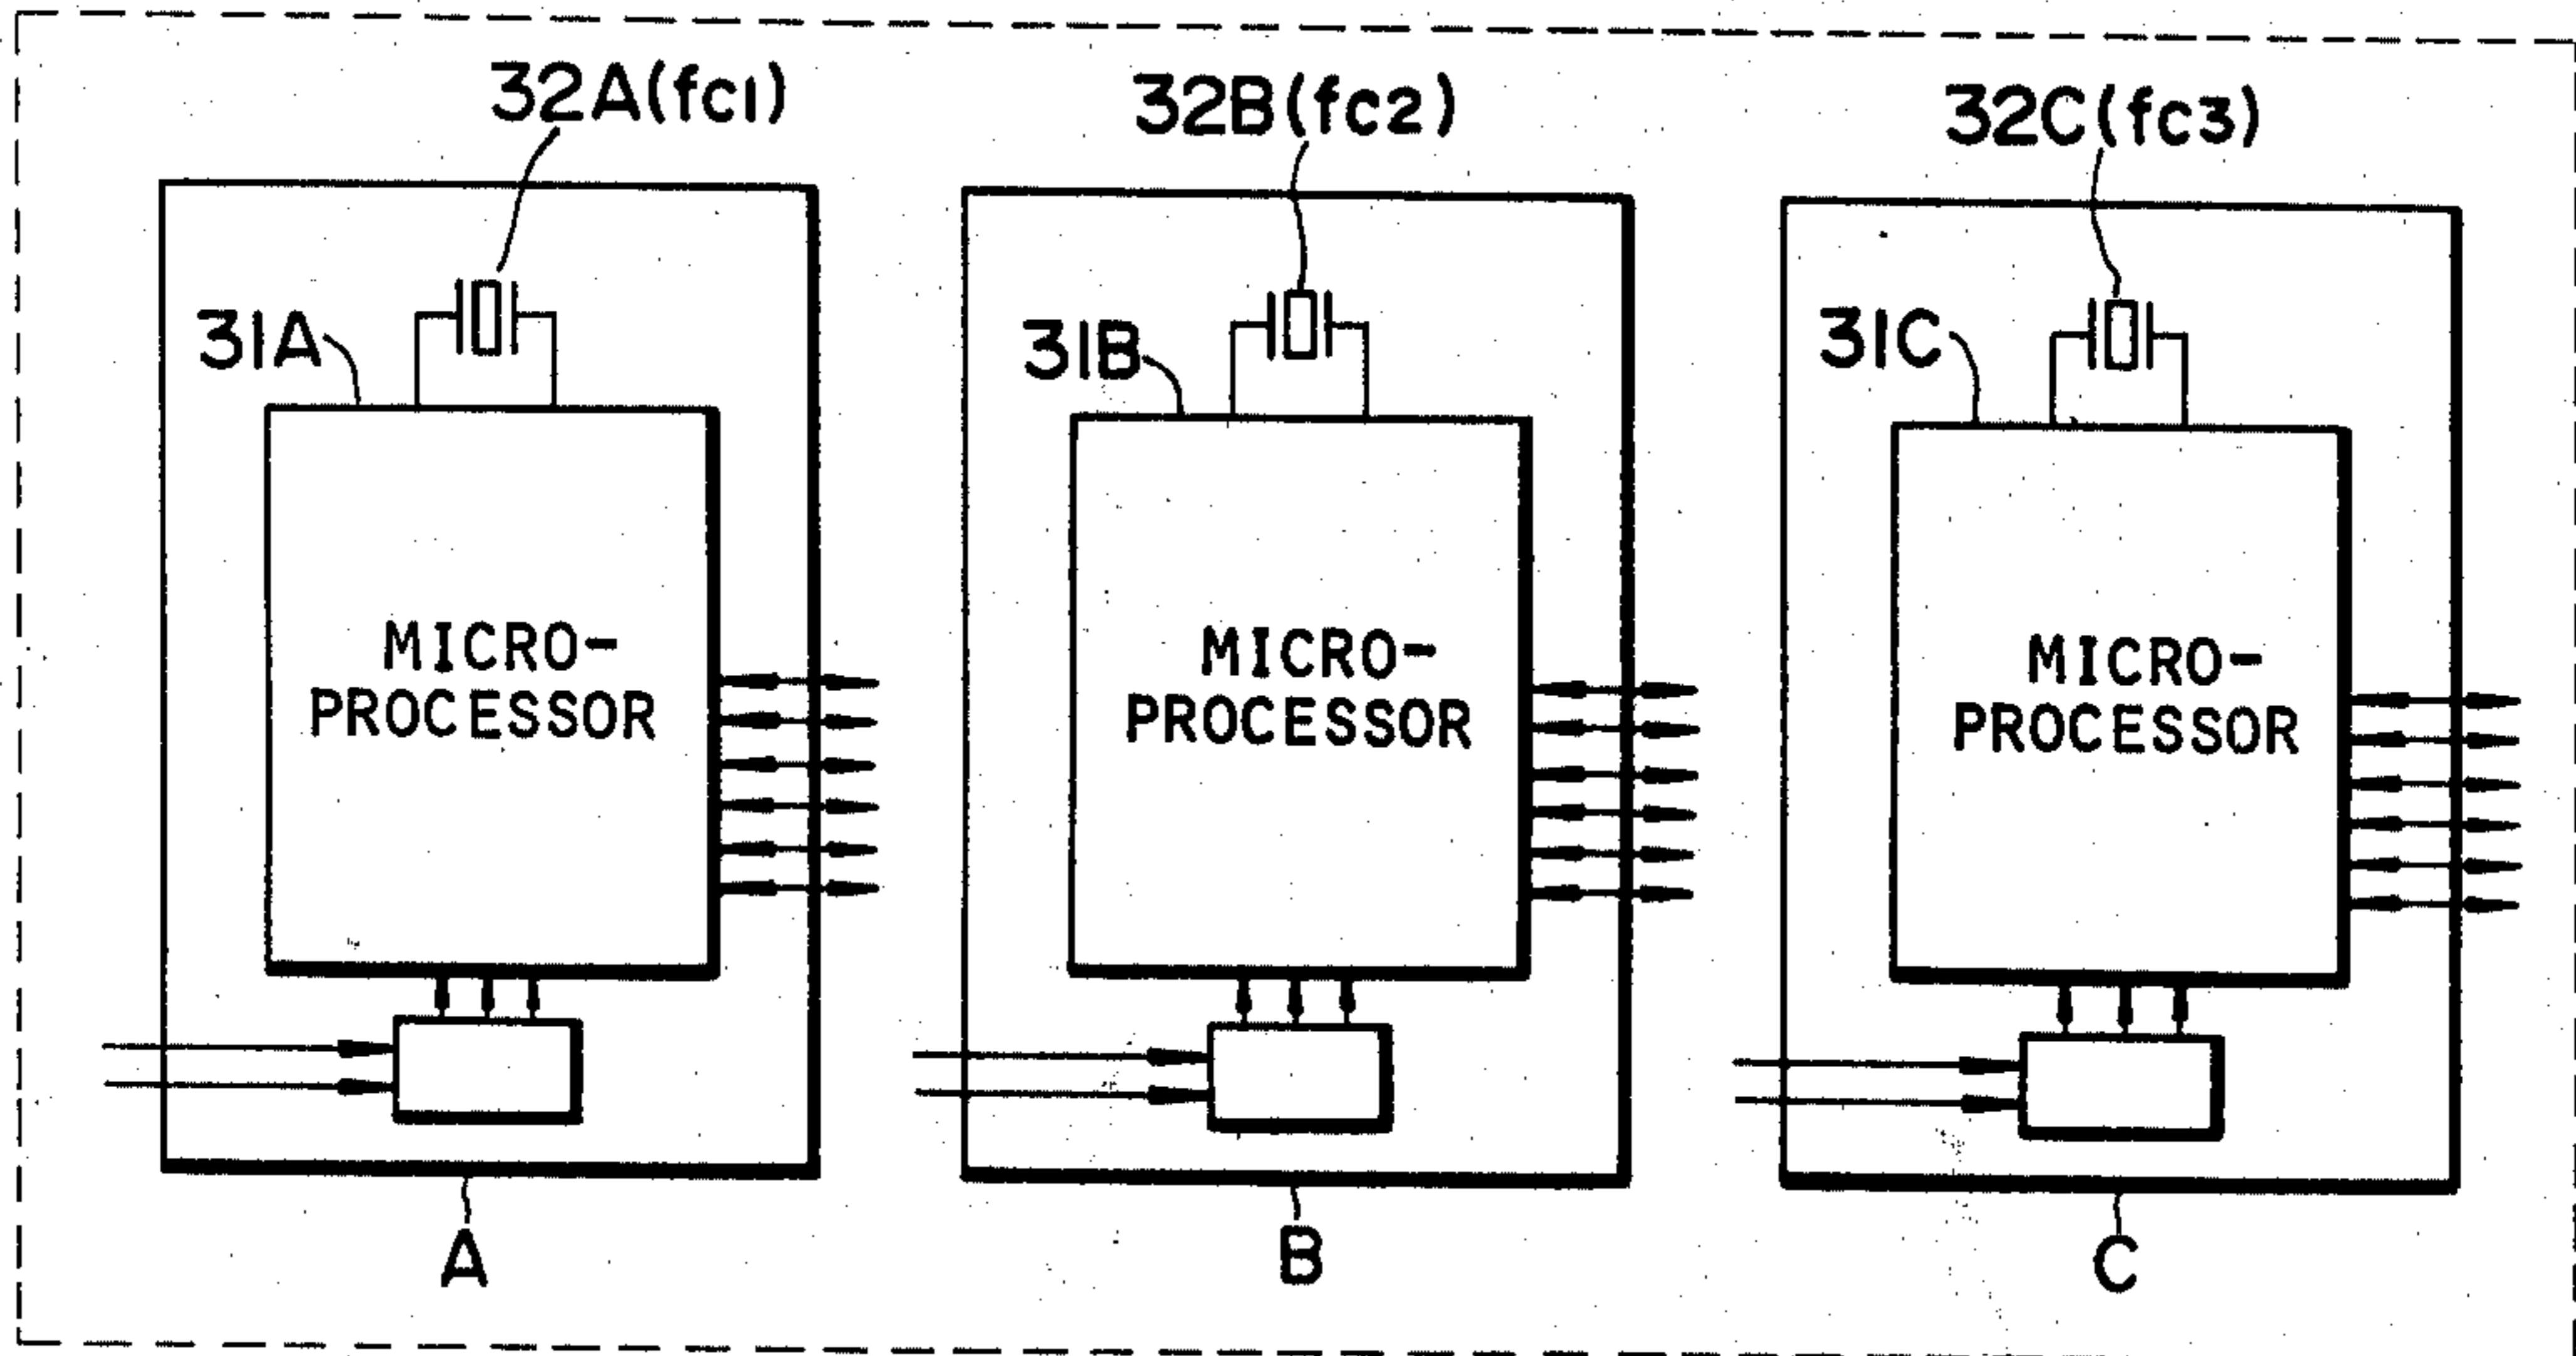 32A(fc1)
32B(fc2)
32C(fc3)
31A
31B
31C
MICRO-
PROCESSOR
MICRO-
PROCESSOR
MICRO-
PROCESSOR
A
B
C